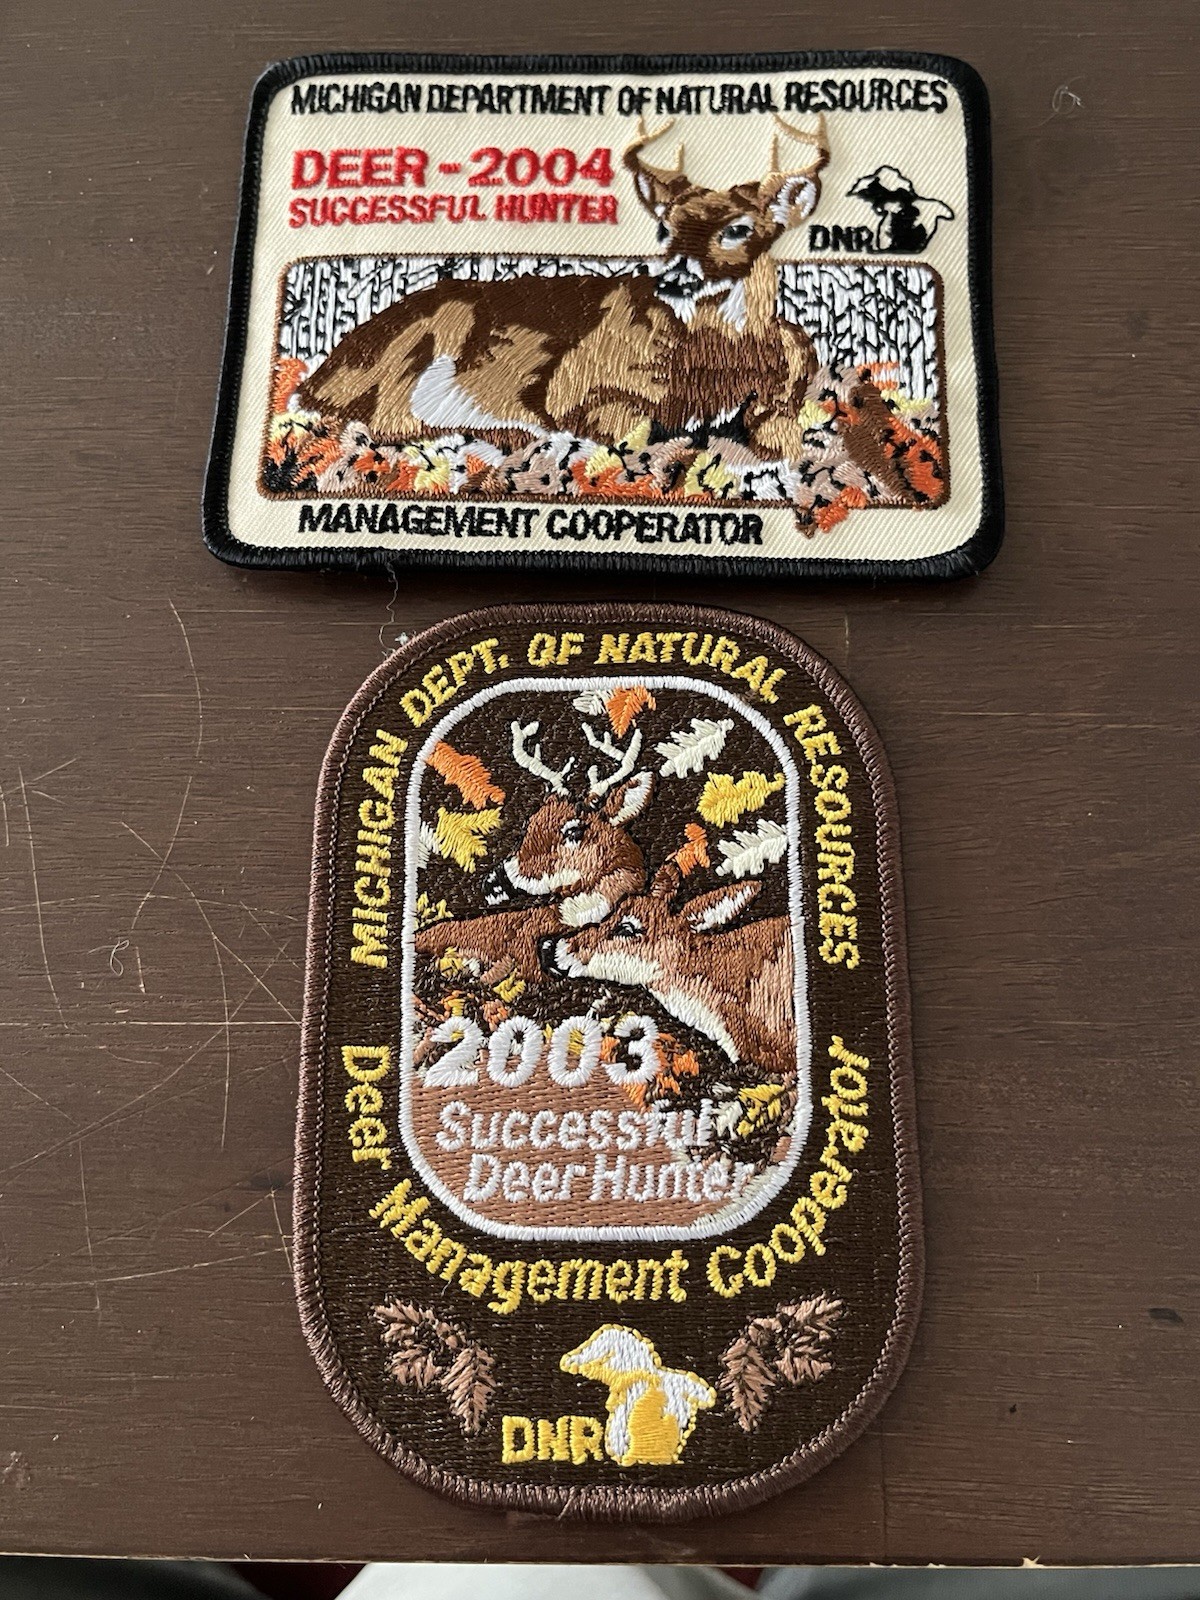 MICHIGAN DEPARTMENT OF NATURAL RESOURCES
DEER - 2004
SUCCESSFUL HUNTER
DNR
MANAGEMENT COOPERATOR
MICHIGAN DEPT. OF NATURAL RESOURCES
2003
Successful
Deer Hunter
Deer Management Cooperator
DNR